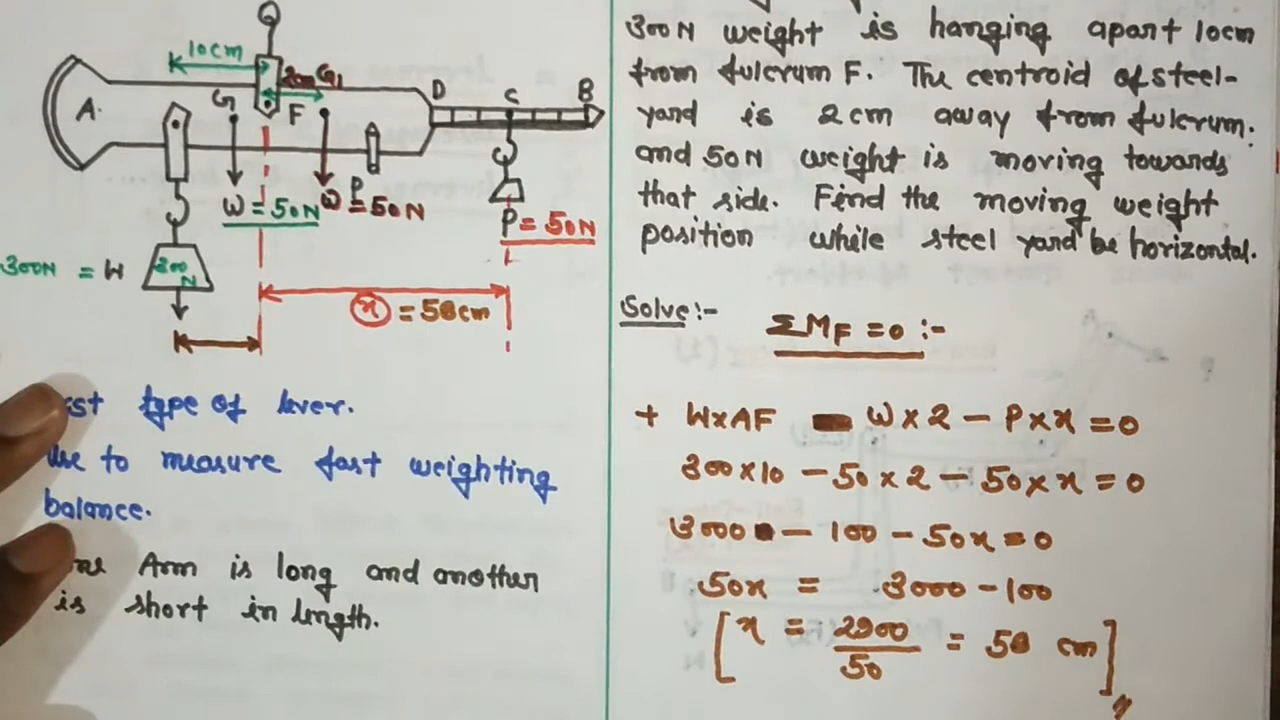 10cm
2cm G1
A
G
F
D
C
B
W = 50N
W = 50N
P
P = 50N
300N = W
300
N
x = 58cm
type of lever.
to measure fast weighting
balance.
Arm is long and another
is short in length.
300N weight is hanging apart 10cm
from fulcrum F. The centroid of steel-
yard is 2cm away from fulcrum.
and 50N weight is moving towards
that side. Find the moving weight
position while steel yard be horizontal.
Solve:-
ΣMF = 0 :-
+ W×AF - W×2 - P×x = 0
300×10 - 50×2 - 50×x = 0
3000 - 100 - 50x = 0
50x = 3000-100
[x = 2900/50 = 58 cm]